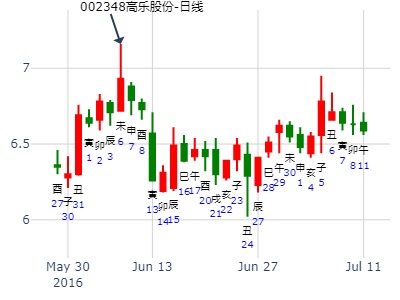 002348高乐股份-日线
7
6.5
6
酉
27
子
30
丑
31
寅
1
卯
2
辰
3
未
6
申
7
酉
8
寅
13
卯
14
辰
15
巳
16
午
17
酉
20
戌
21
亥
22
子
23
丑
24
辰
27
巳
28
午
29
未
30
申
1
亥
4
子
5
丑
6
寅
7
卯
8
午
11
May 30
2016
Jun 13
Jun 27
Jul 11